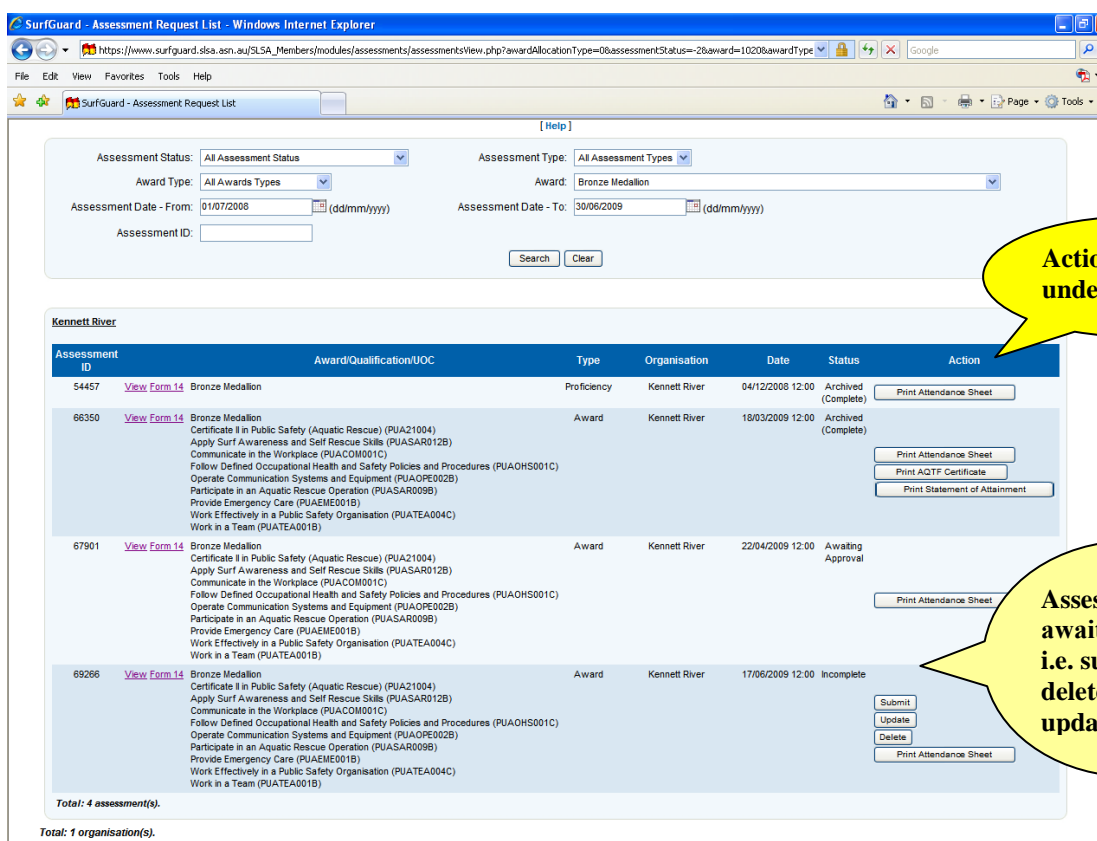 SurfGuard - Assessment Request List - Windows Internet Explorer
https://www.surfguard.slsa.asn.au/SLSA_Members/modules/assessments/assessmentsView.php?awardAllocationType=0&assessmentStatus=-2&award=1020&awardType
Google
File Edit View Favorites Tools Help
SurfGuard - Assessment Request List
Page Tools
[ Help ]
Assessment Status: All Assessment Status Assessment Type: All Assessment Types
Award Type: All Awards Types Award: Bronze Medallion
Assessment Date - From: 01/07/2008 (dd/mm/yyyy) Assessment Date - To: 30/06/2009 (dd/mm/yyyy)
Assessment ID:
Search Clear
Actio
unde
Kennett River
Assessment ID Award/Qualification/UOC Type Organisation Date Status Action
54457 View Form 14 Bronze Medallion Proficiency Kennett River 04/12/2008 12:00 Archived (Complete) Print Attendance Sheet
66350 View Form 14 Bronze Medallion Award Kennett River 18/03/2009 12:00 Archived (Complete)
Certificate II in Public Safety (Aquatic Rescue) (PUA21004)
Apply Surf Awareness and Self Rescue Skills (PUASAR012B)
Communicate in the Workplace (PUACOM001C)
Follow Defined Occupational Health and Safety Policies and Procedures (PUAOHS001C)
Operate Communication Systems and Equipment (PUAOPE002B)
Participate in an Aquatic Rescue Operation (PUASAR009B)
Provide Emergency Care (PUAEME001B)
Work Effectively in a Public Safety Organisation (PUATEA004C)
Work in a Team (PUATEA001B)
Print Attendance Sheet
Print AQTF Certificate
Print Statement of Attainment
67901 View Form 14 Bronze Medallion Award Kennett River 22/04/2009 12:00 Awaiting Approval
Certificate II in Public Safety (Aquatic Rescue) (PUA21004)
Apply Surf Awareness and Self Rescue Skills (PUASAR012B)
Communicate in the Workplace (PUACOM001C)
Follow Defined Occupational Health and Safety Policies and Procedures (PUAOHS001C)
Operate Communication Systems and Equipment (PUAOPE002B)
Participate in an Aquatic Rescue Operation (PUASAR009B)
Provide Emergency Care (PUAEME001B)
Work Effectively in a Public Safety Organisation (PUATEA004C)
Work in a Team (PUATEA001B)
Print Attendance Sheet
Asses
await
i.e. su
delet
updat
69266 View Form 14 Bronze Medallion Award Kennett River 17/06/2009 12:00 Incomplete
Certificate II in Public Safety (Aquatic Rescue) (PUA21004)
Apply Surf Awareness and Self Rescue Skills (PUASAR012B)
Communicate in the Workplace (PUACOM001C)
Follow Defined Occupational Health and Safety Policies and Procedures (PUAOHS001C)
Operate Communication Systems and Equipment (PUAOPE002B)
Participate in an Aquatic Rescue Operation (PUASAR009B)
Provide Emergency Care (PUAEME001B)
Work Effectively in a Public Safety Organisation (PUATEA004C)
Work in a Team (PUATEA001B)
Submit
Update
Delete
Print Attendance Sheet
Total: 4 assessment(s).
Total: 1 organisation(s).